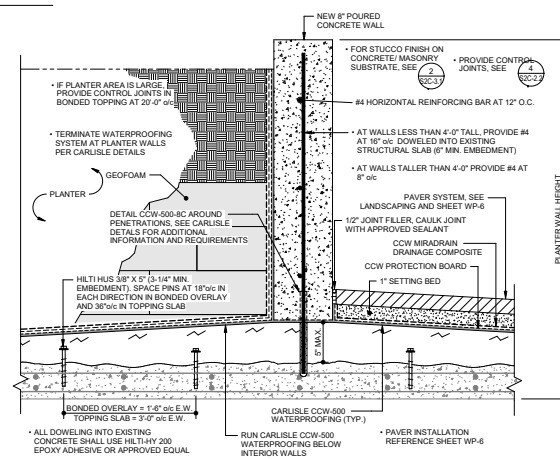 NEW 8" POURED
CONCRETE WALL
• FOR STUCCO FINISH ON
CONCRETE/ MASONRY
SUBSTRATE, SEE
2
S2C-3.1
• PROVIDE CONTROL
JOINTS, SEE
4
S2C-2.2
• IF PLANTER AREA IS LARGE,
PROVIDE CONTROL JOINTS IN
BONDED TOPPING AT 20'-0" o/c
#4 HORIZONTAL REINFORCING BAR AT 12" O.C.
• TERMINATE WATERPROOFING
SYSTEM AT PLANTER WALLS
PER CARLISLE DETAILS
• AT WALLS LESS THAN 4'-0" TALL, PROVIDE #4
AT 16" o/c DOWELED INTO EXISTING
STRUCTURAL SLAB (6" MIN. EMBEDMENT)
• AT WALLS TALLER THAN 4'-0" PROVIDE #4 AT
8" o/c
GEOFOAM
PLANTER
PAVER SYSTEM, SEE
LANDSCAPING AND SHEET WP-6
DETAIL CCW-500-8C AROUND
PENETRATIONS, SEE CARLISLE
DETALS FOR ADDITIONAL
INFORMATION AND REQUIREMENTS
1/2" JOINT FILLER, CAULK JOINT
WITH APPROVED SEALANT
CCW MIRADRAIN
DRAINAGE COMPOSITE
CCW PROTECTION BOARD
1" SETTING BED
PLANTER WALL HEIGHT
HILTI HUS 3/8" X 5" (3-1/4" MIN.
EMBEDMENT). SPACE PINS AT 18"o/c IN
EACH DIRECTION IN BONDED OVERLAY
AND 36"o/c IN TOPPING SLAB
5" MAX.
BONDED OVERLAY = 1'-6" o/c E.W.
TOPPING SLAB = 3'-0" o/c E.W.
CARLISLE CCW-500
WATERPROOFING (TYP.)
• ALL DOWELING INTO EXISTING
CONCRETE SHALL USE HILTI-HY 200
EPOXY ADHESIVE OR APPROVED EQUAL
RUN CARLISLE CCW-500
WATERPROOFING BELOW
INTERIOR WALLS
• PAVER INSTALLATION
REFERENCE SHEET WP-6